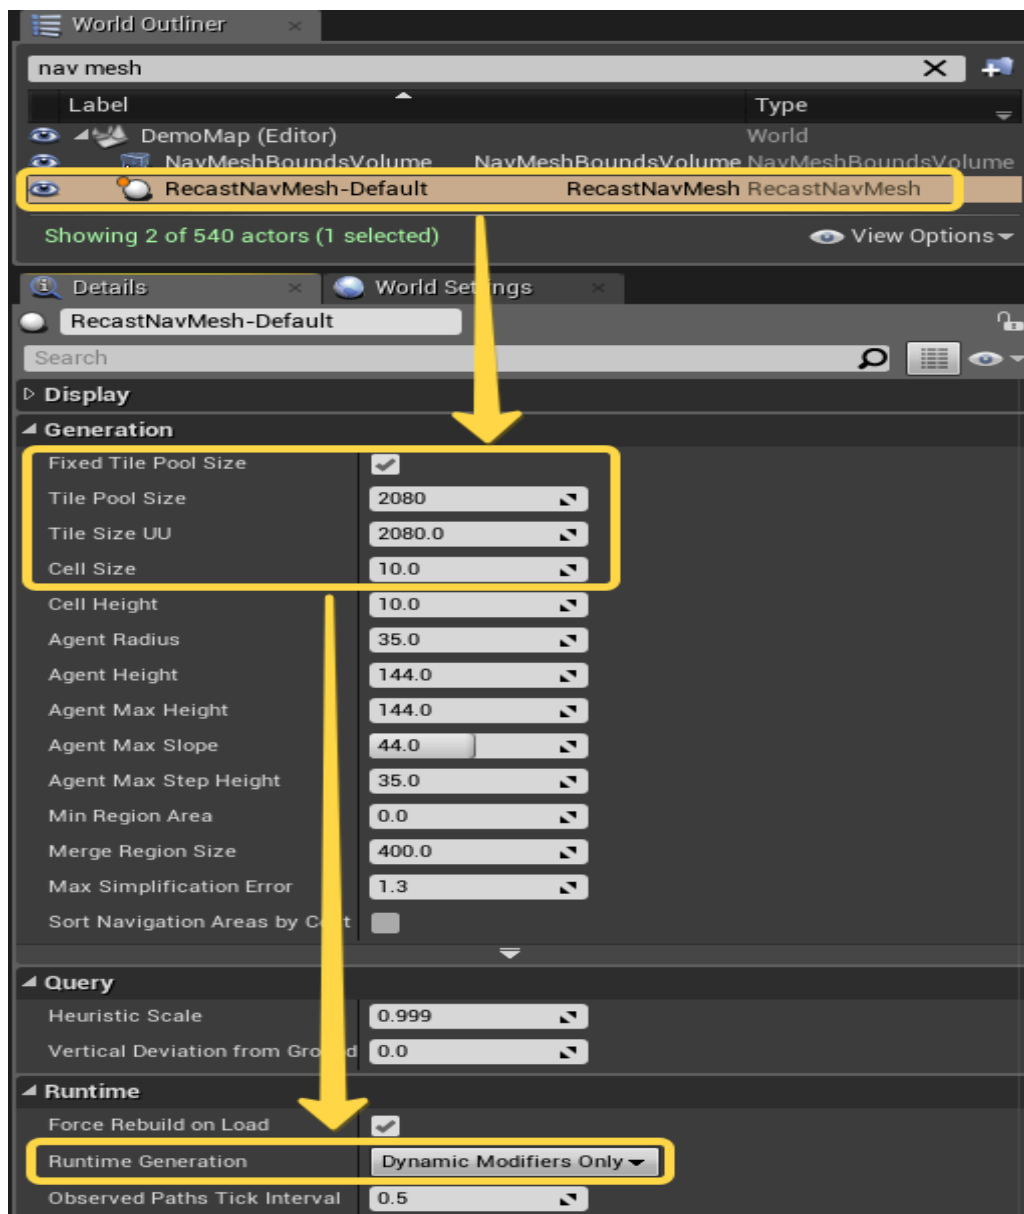 World Outliner
nav mesh
Label Type
DemoMap (Editor) World
NavMeshBoundsVolume NavMeshBoundsVolume NavMeshBoundsVolume
RecastNavMesh-Default RecastNavMesh RecastNavMesh
Showing 2 of 540 actors (1 selected) View Options
Details World Settings
RecastNavMesh-Default
Search
Display
Generation
Fixed Tile Pool Size
Tile Pool Size 2080
Tile Size UU 2080.0
Cell Size 10.0
Cell Height 10.0
Agent Radius 35.0
Agent Height 144.0
Agent Max Height 144.0
Agent Max Slope 44.0
Agent Max Step Height 35.0
Min Region Area 0.0
Merge Region Size 400.0
Max Simplification Error 1.3
Sort Navigation Areas by Cost
Query
Heuristic Scale 0.999
Vertical Deviation from Ground 0.0
Runtime
Force Rebuild on Load
Runtime Generation Dynamic Modifiers Only
Observed Paths Tick Interval 0.5